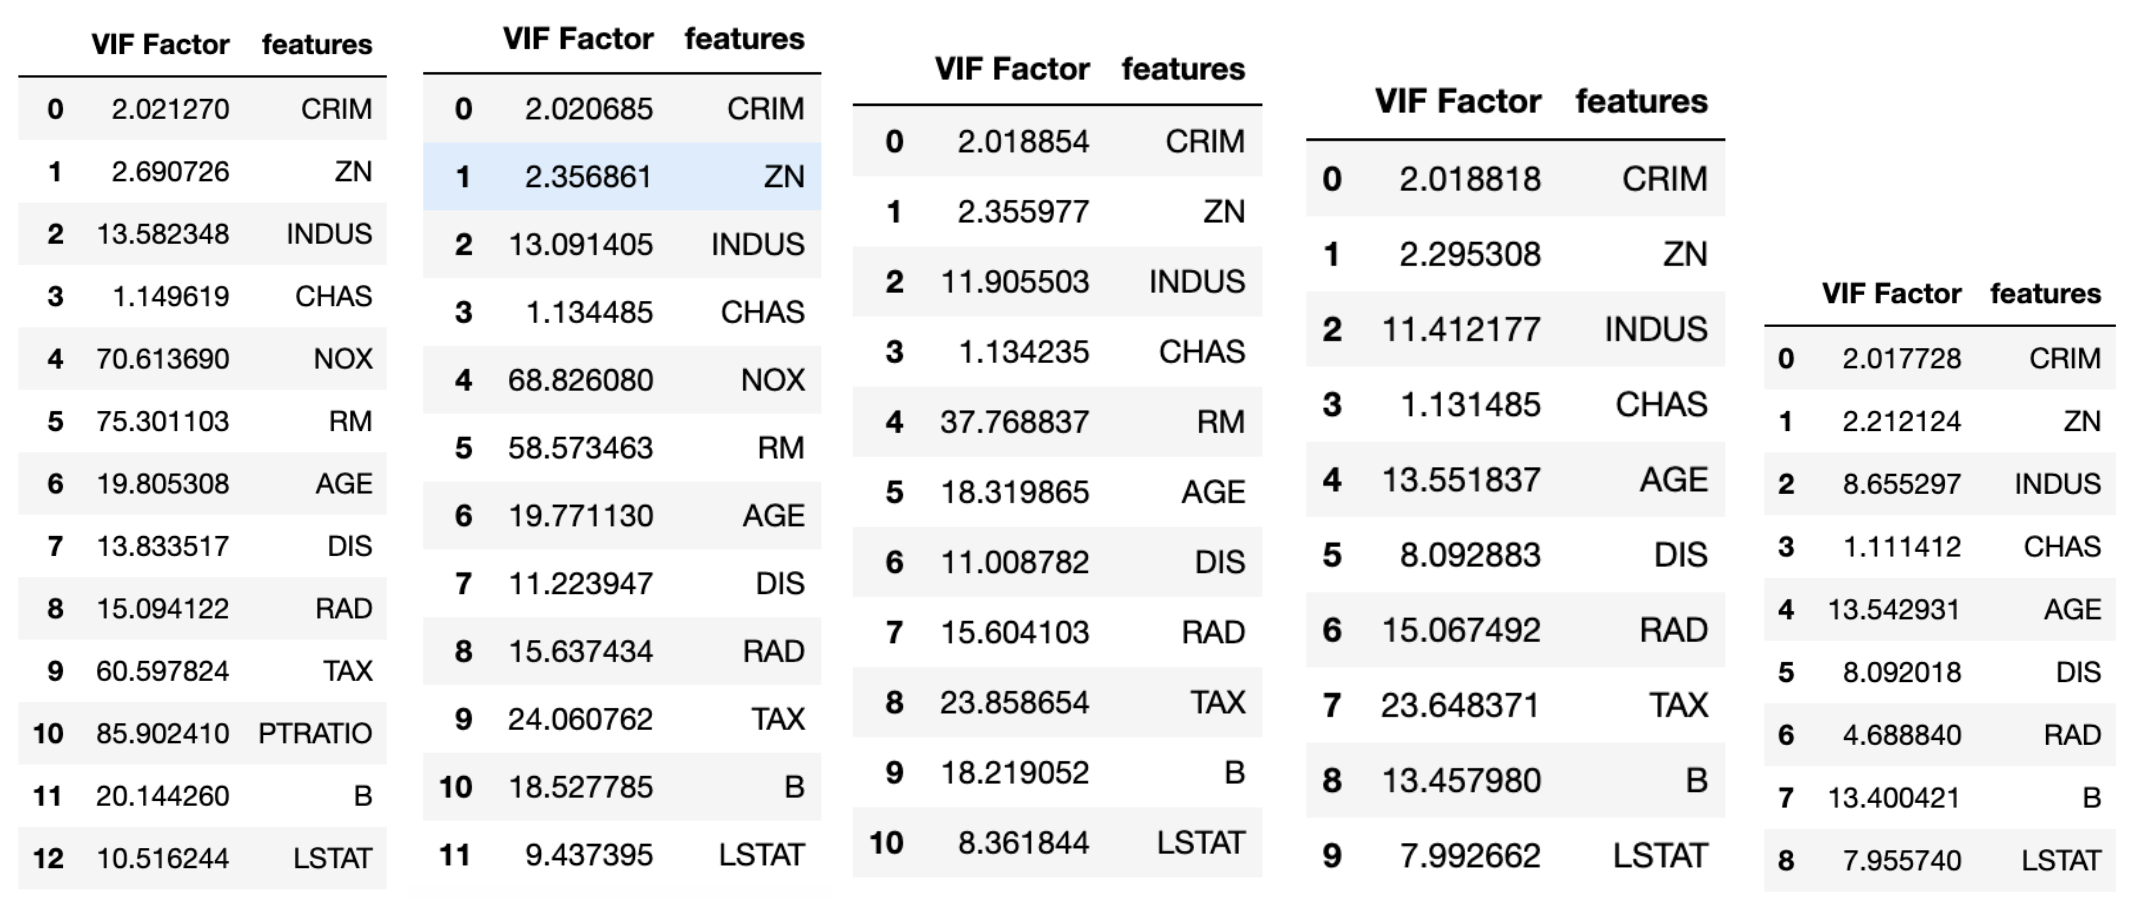 VIF Factor features
0 2.021270 CRIM
1 2.690726 ZN
2 13.582348 INDUS
3 1.149619 CHAS
4 70.613690 NOX
5 75.301103 RM
6 19.805308 AGE
7 13.833517 DIS
8 15.094122 RAD
9 60.597824 TAX
10 85.902410 PTRATIO
11 20.144260 B
12 10.516244 LSTAT
VIF Factor features
0 2.020685 CRIM
1 2.356861 ZN
2 13.091405 INDUS
3 1.134485 CHAS
4 68.826080 NOX
5 58.573463 RM
6 19.771130 AGE
7 11.223947 DIS
8 15.637434 RAD
9 24.060762 TAX
10 18.527785 B
11 9.437395 LSTAT
VIF Factor features
0 2.018854 CRIM
1 2.355977 ZN
2 11.905503 INDUS
3 1.134235 CHAS
4 37.768837 RM
5 18.319865 AGE
6 11.008782 DIS
7 15.604103 RAD
8 23.858654 TAX
9 18.219052 B
10 8.361844 LSTAT
VIF Factor features
0 2.018818 CRIM
1 2.295308 ZN
2 11.412177 INDUS
3 1.131485 CHAS
4 13.551837 AGE
5 8.092883 DIS
6 15.067492 RAD
7 23.648371 TAX
8 13.457980 B
9 7.992662 LSTAT
VIF Factor features
0 2.017728 CRIM
1 2.212124 ZN
2 8.655297 INDUS
3 1.111412 CHAS
4 13.542931 AGE
5 8.092018 DIS
6 4.688840 RAD
7 13.400421 B
8 7.955740 LSTAT